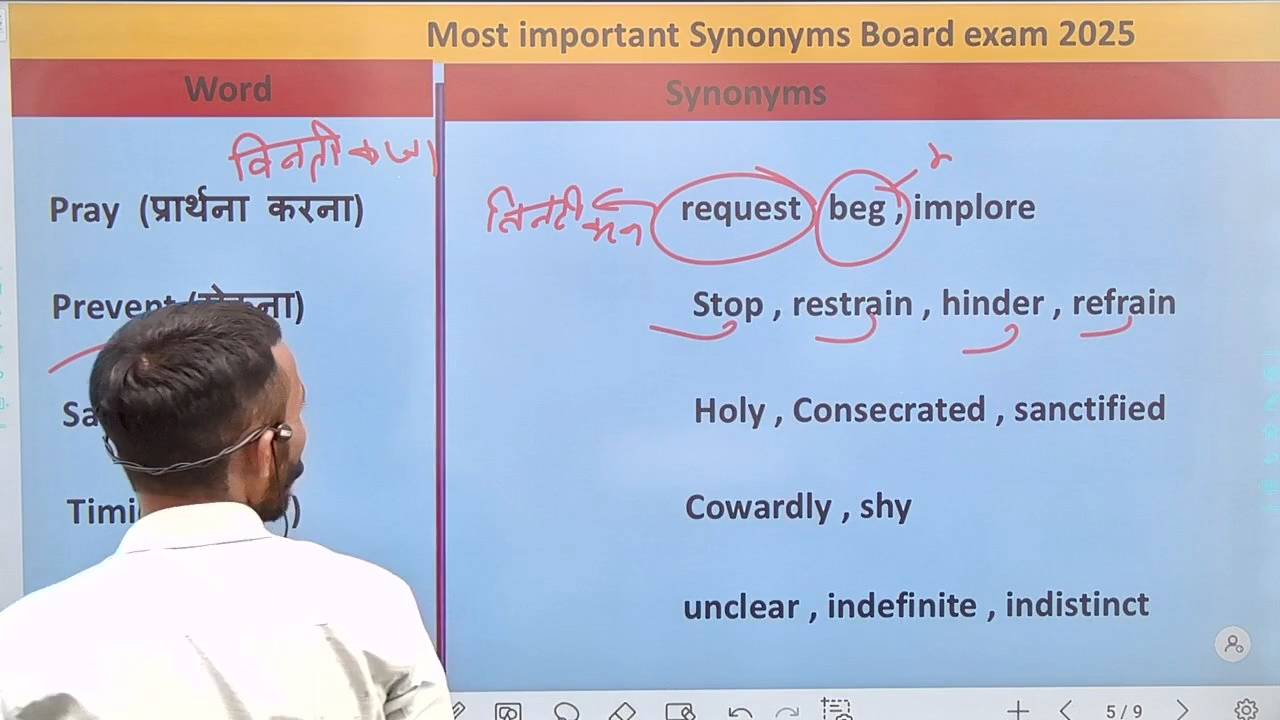 Most important Synonyms Board exam 2025
Word Synonyms
विनती
Pray (प्रार्थना करना) request beg , implore
Prevent Stop , restrain , hinder , refrain
Holy , Consecrated , sanctified
Cowardly , shy
unclear , indefinite , indistinct
5 / 9